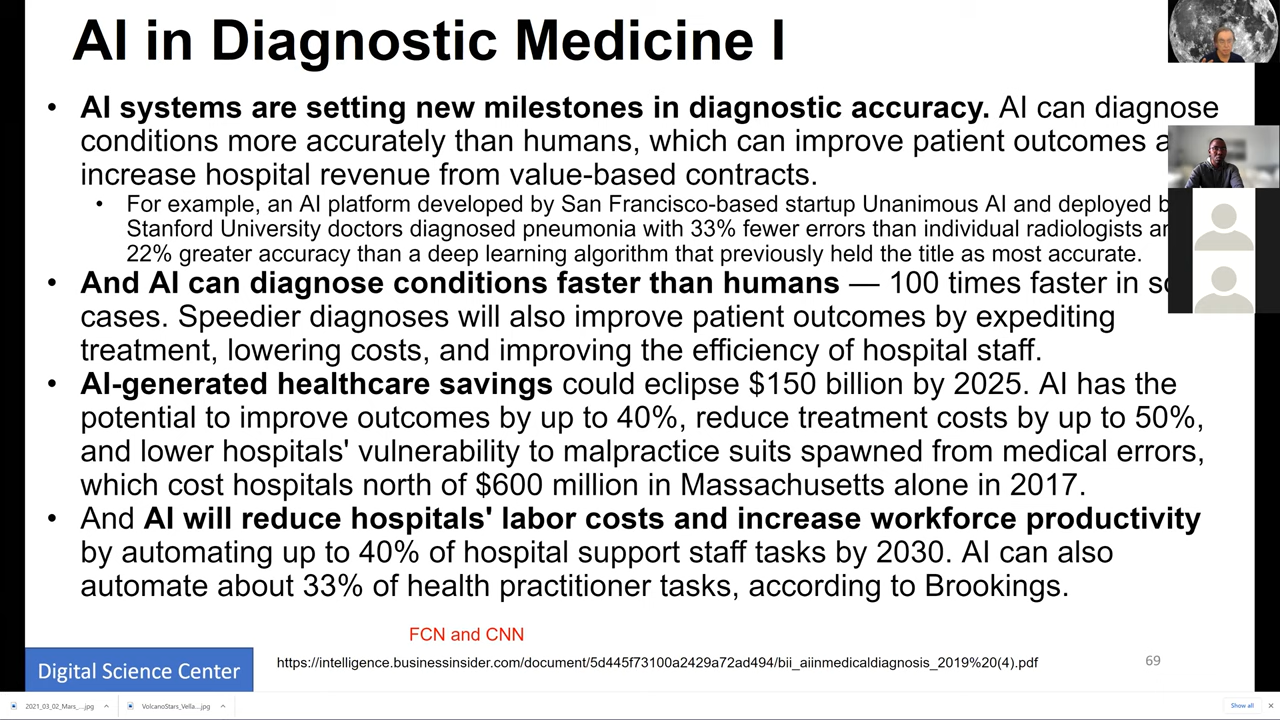 AI in Diagnostic Medicine I
• AI systems are setting new milestones in diagnostic accuracy. AI can diagnose
conditions more accurately than humans, which can improve patient outcomes
increase hospital revenue from value-based contracts.
• For example, an AI platform developed by San Francisco-based startup Unanimous AI and deployed
Stanford University doctors diagnosed pneumonia with 33% fewer errors than individual radiologists
22% greater accuracy than a deep learning algorithm that previously held the title as most accurate.
• And AI can diagnose conditions faster than humans — 100 times faster in
cases. Speedier diagnoses will also improve patient outcomes by expediting
treatment, lowering costs, and improving the efficiency of hospital staff.
• AI-generated healthcare savings could eclipse $150 billion by 2025. AI has the
potential to improve outcomes by up to 40%, reduce treatment costs by up to 50%,
and lower hospitals' vulnerability to malpractice suits spawned from medical errors,
which cost hospitals north of $600 million in Massachusetts alone in 2017.
• And AI will reduce hospitals' labor costs and increase workforce productivity
by automating up to 40% of hospital support staff tasks by 2030. AI can also
automate about 33% of health practitioner tasks, according to Brookings.
FCN and CNN
Digital Science Center
https://intelligence.businessinsider.com/document/5d445f73100a2429a72ad494/bii_aiinmedicaldiagnosis_2019%20(4).pdf
69
2021_03_02_Mars_....jpg
VolcanoStars_Vella....jpg
Show all